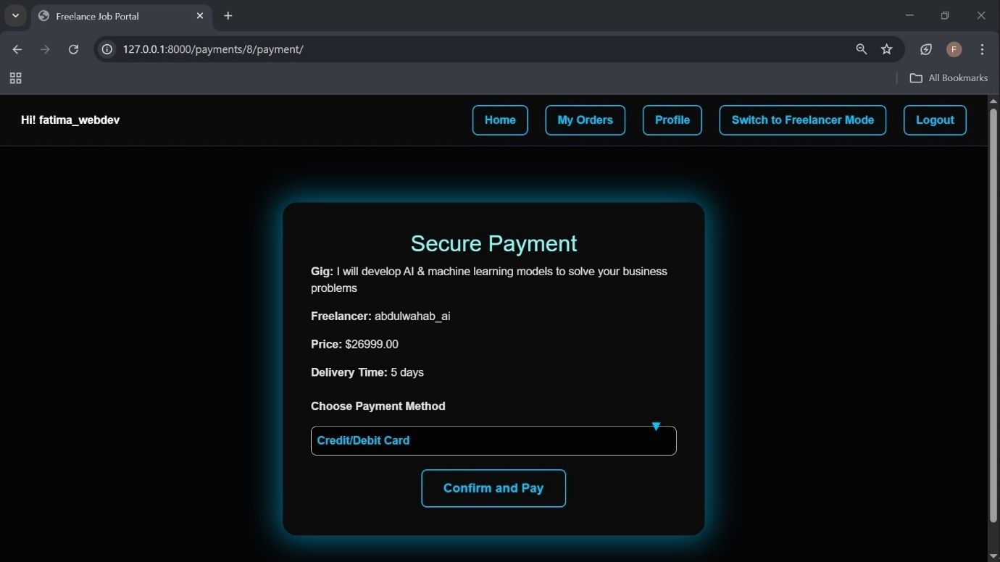 Freelance Job Portal
127.0.0.1:8000/payments/8/payment/
F
All Bookmarks
Hi! fatima_webdev
Home
My Orders
Profile
Switch to Freelancer Mode
Logout
Secure Payment
Gig: I will develop AI & machine learning models to solve your business
problems
Freelancer: abdulwahab_ai
Price: $26999.00
Delivery Time: 5 days
Choose Payment Method
Credit/Debit Card
Confirm and Pay